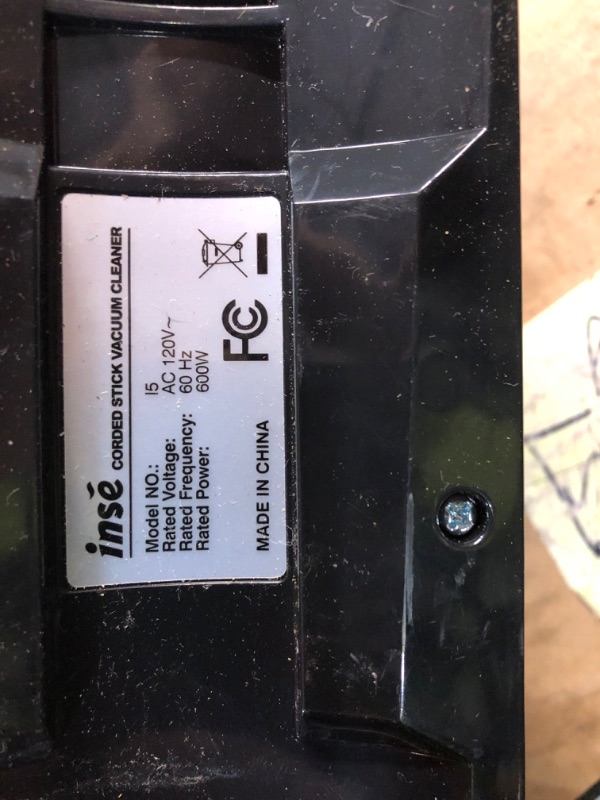 insé CORDED STICK VACUUM CLEANER
Model NO.: I5
Rated Voltage: AC 120V~
Rated Frequency: 60 Hz
Rated Power: 600W
MADE IN CHINA FC